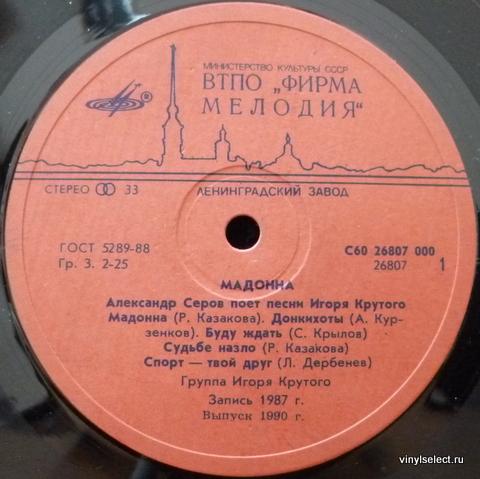 МИНИСТЕРСТВО КУЛЬТУРЫ СССР
ВТПО „ФИРМА
МЕЛОДИЯ“
®
СТЕРЕО 33 ЛЕНИНГРАДСКИЙ ЗАВОД
ГОСТ 5289-88
Гр. 3. 2-25
С60 26807 000
26807 1
МАДОННА
Александр Серов поет песни Игоря Крутого
Мадонна (Р. Казакова). Донкихоты (А. Кур-
зенков). Буду ждать (С. Крылов)
Судьбе назло (Р. Казакова)
Спорт — твой друг (Л. Дербенев)
Группа Игоря Крутого
Запись 1987 г.
Выпуск 1990 г.
vinylselect.ru